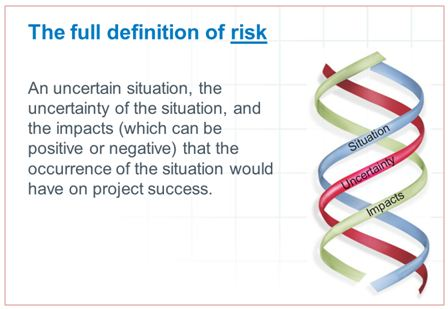 The full definition of risk
An uncertain situation, the
uncertainty of the situation, and
the impacts (which can be
positive or negative) that the
occurrence of the situation would
have on project success.
Situation
Uncertainty
Impacts